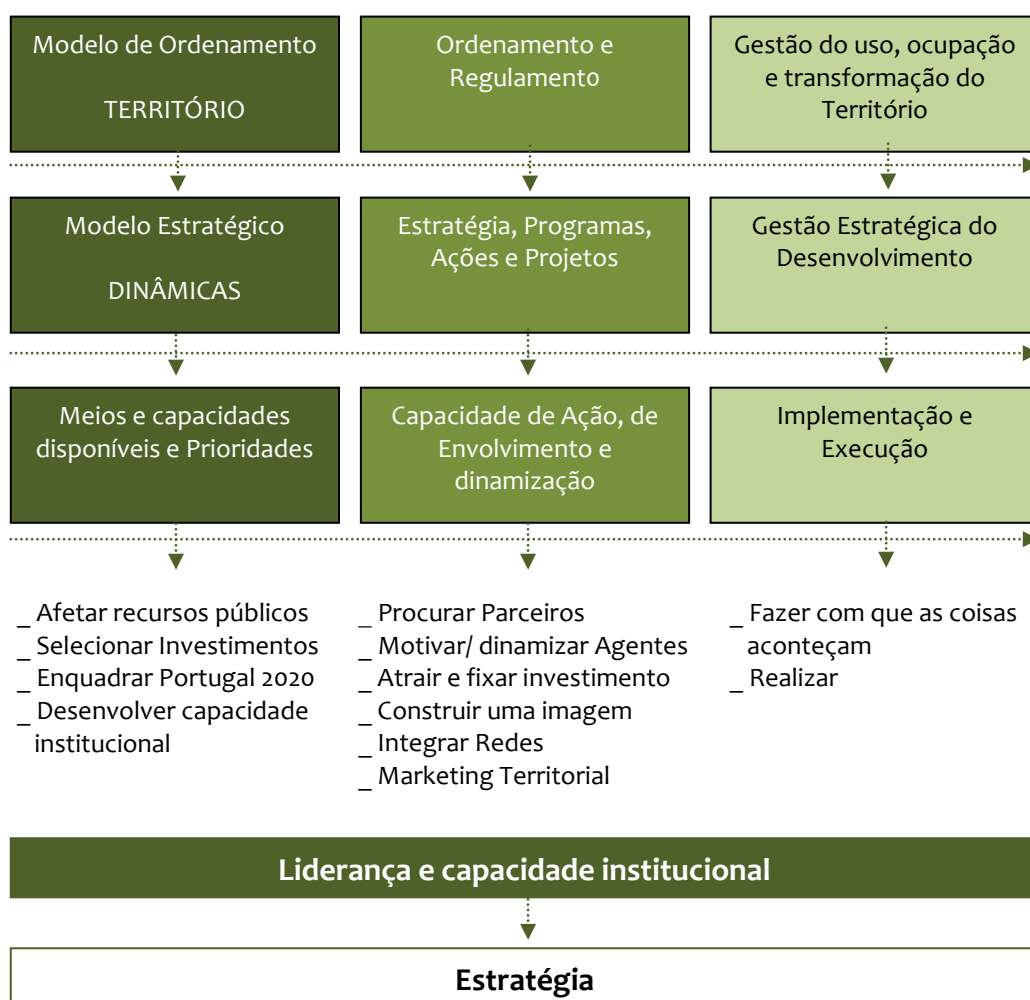 Modelo de Ordenamento
TERRITÓRIO
Ordenamento e
Regulamento
Gestão do uso, ocupação
e transformação do
Território
Modelo Estratégico
DINÂMICAS
Estratégia, Programas,
Ações e Projetos
Gestão Estratégica do
Desenvolvimento
Meios e capacidades
disponíveis e Prioridades
Capacidade de Ação, de
Envolvimento e
dinamização
Implementação e
Execução
_ Afetar recursos públicos
_ Selecionar Investimentos
_ Enquadrar Portugal 2020
_ Desenvolver capacidade
institucional
_ Procurar Parceiros
_ Motivar/ dinamizar Agentes
_ Atrair e fixar investimento
_ Construir uma imagem
_ Integrar Redes
_ Marketing Territorial
_ Fazer com que as coisas
aconteçam
_ Realizar
Liderança e capacidade institucional
Estratégia